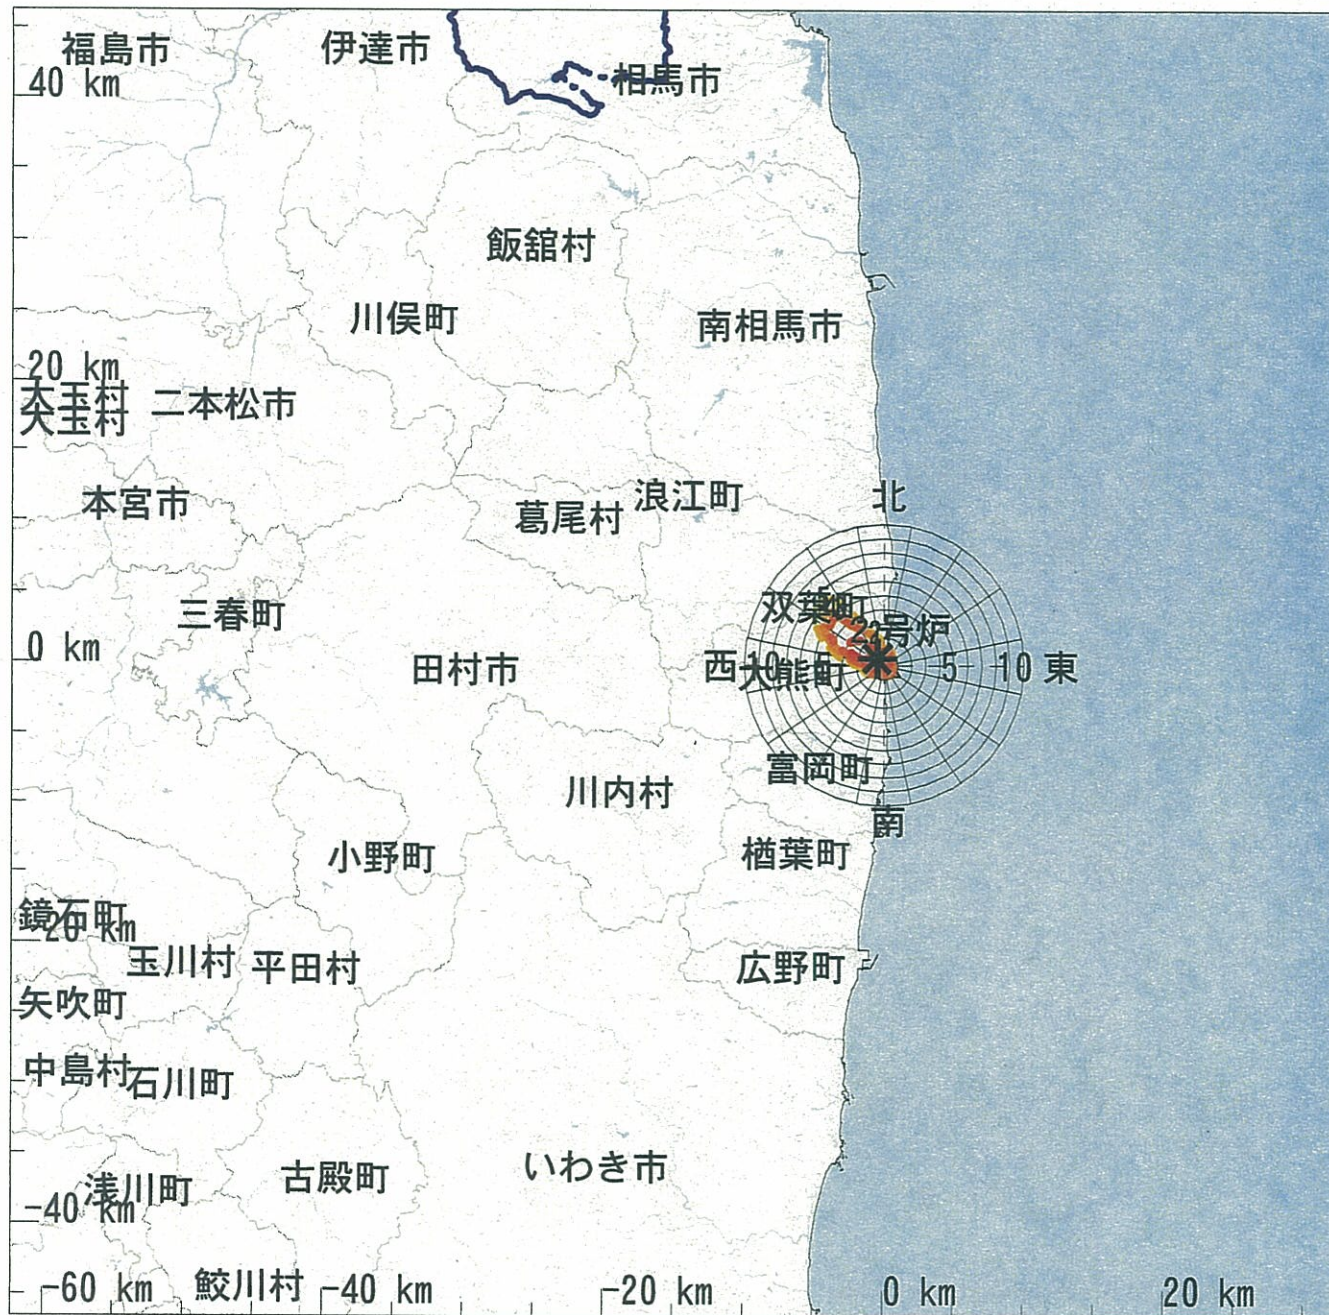 福島市
伊達市
40 km
相馬市
飯舘村
川俣町
南相馬市
20 km
大玉村
大玉村
二本松市
本宮市
葛尾村
浪江町
北
三春町
双葉町
号炉
0 km
田村市
西
10
5
大熊町
5
10
東
川内村
富岡町
南
小野町
楢葉町
鏡石町
-20 km
玉川村
平田村
広野町
矢吹町
中島村
石川町
浅川町
古殿町
いわき市
-40 km
-60 km
鮫川村
-40 km
-20 km
0 km
20 km